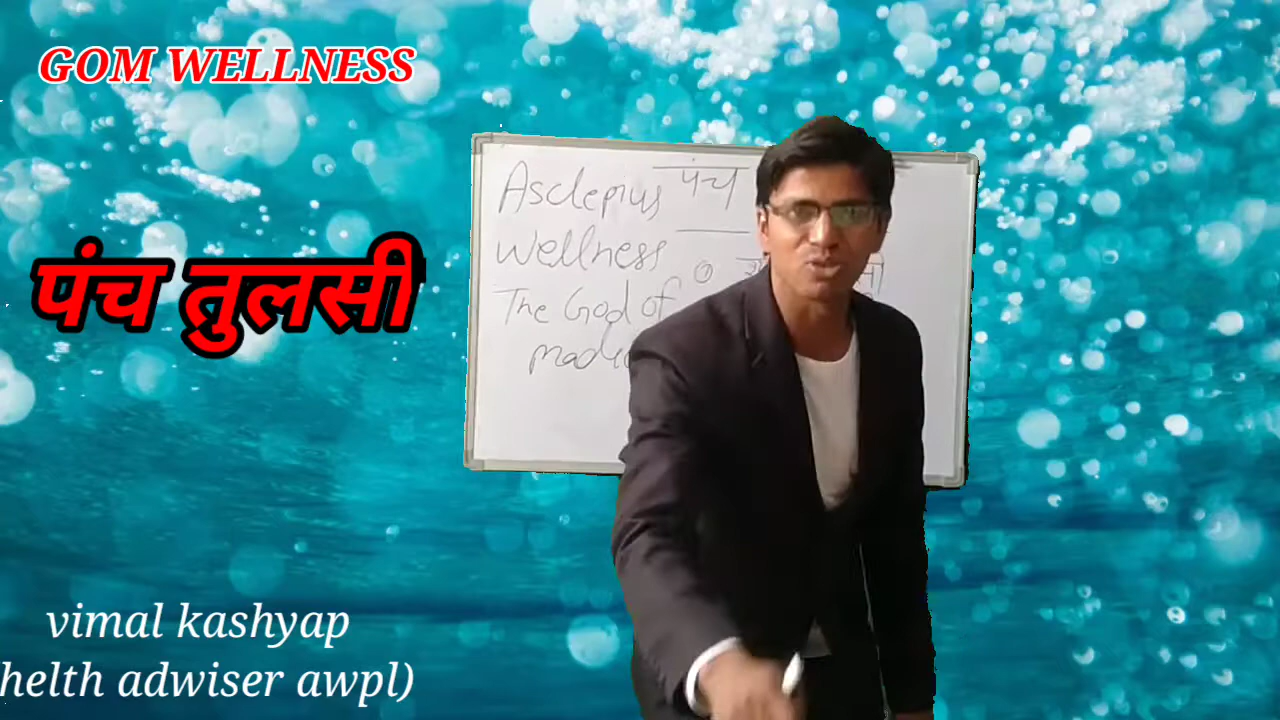 GOM WELLNESS
पंच तुलसी
Asclepius पंच
Wellness
The God of
vimal kashyap
helth adwiser awpl)